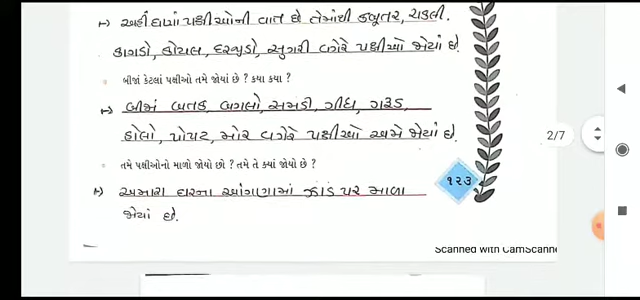 → અહીં ઘણાં પક્ષીઓની વાત છે તેમાંથી કબૂતર, ચકલી.
કાગડો, કોયલ, દરજીડો, સુગરી વગેરે પક્ષીઓ જોયાં છે.
• બીજાં કેટલાં પક્ષીઓ તમે જોયાં છે ? કયા કયા ?
→ બીજાં બતક, બગલો, સમડી, ગીધ, ગરુડ
હોલો, પોપટ, મોર વગેરે પક્ષીઓ અમે જોયાં છે.
2/7
• તમે પક્ષીઓનો માળો જોયો છો ? તમે તે ક્યાં જોયો છે ?
→ અમારા ઘરના આંગણામાં ઝાડ પર માળા
૧૨૩
જોયાં છે.
Scanned with CamScanne